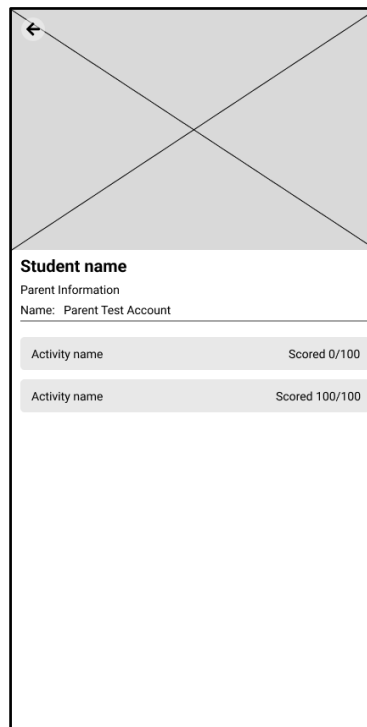 Student name
Parent Information
Name: Parent Test Account
Activity name Scored 0/100
Activity name Scored 100/100